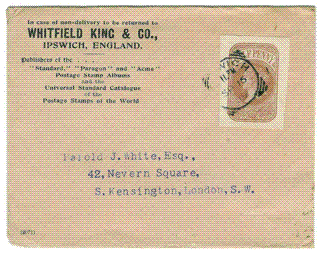 In case of non-delivery to be returned to
WHITFIELD KING & CO.,
IPSWICH, ENGLAND.
Publishers of the . . .
"Standard," "Paragon" and "Acme"
Postage Stamp Albums
and the
Universal Standard Catalogue
of the
Postage Stamps of the World
PENNY
Harold J. White, Esq.,
42, Nevern Square,
S. Kensington, London, S. W.